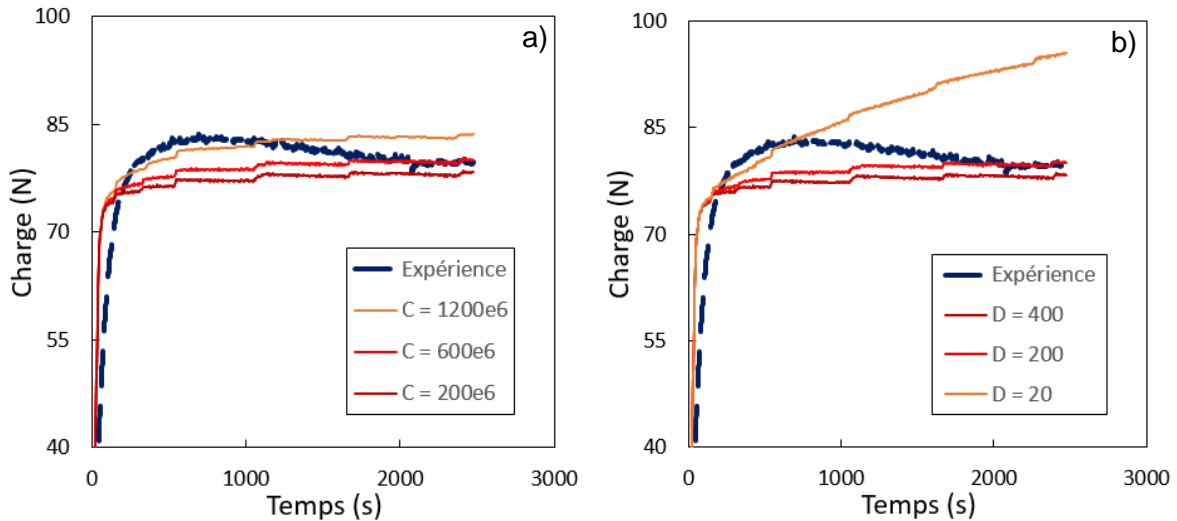 a)
100
85
70
55
40
Charge (N)
0
1000
2000
3000
Temps (s)
Expérience
C = 1200e6
C = 600e6
C = 200e6
b)
100
85
70
55
40
Charge (N)
0
1000
2000
3000
Temps (s)
Expérience
D = 400
D = 200
D = 20